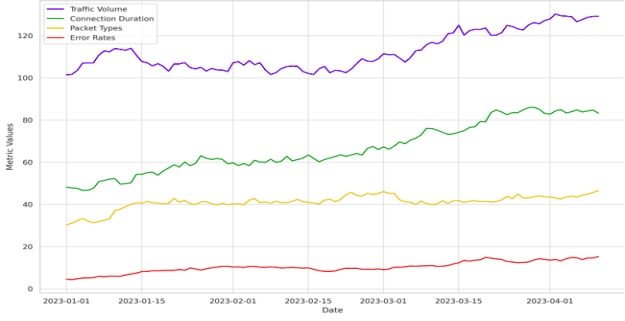 Traffic Volume
Connection Duration
Packet Types
Error Rates
120
100
80
60
40
20
0
Metric Values
2023-01-01 2023-01-15 2023-02-01 2023-02-15 2023-03-01 2023-03-15 2023-04-01
Date